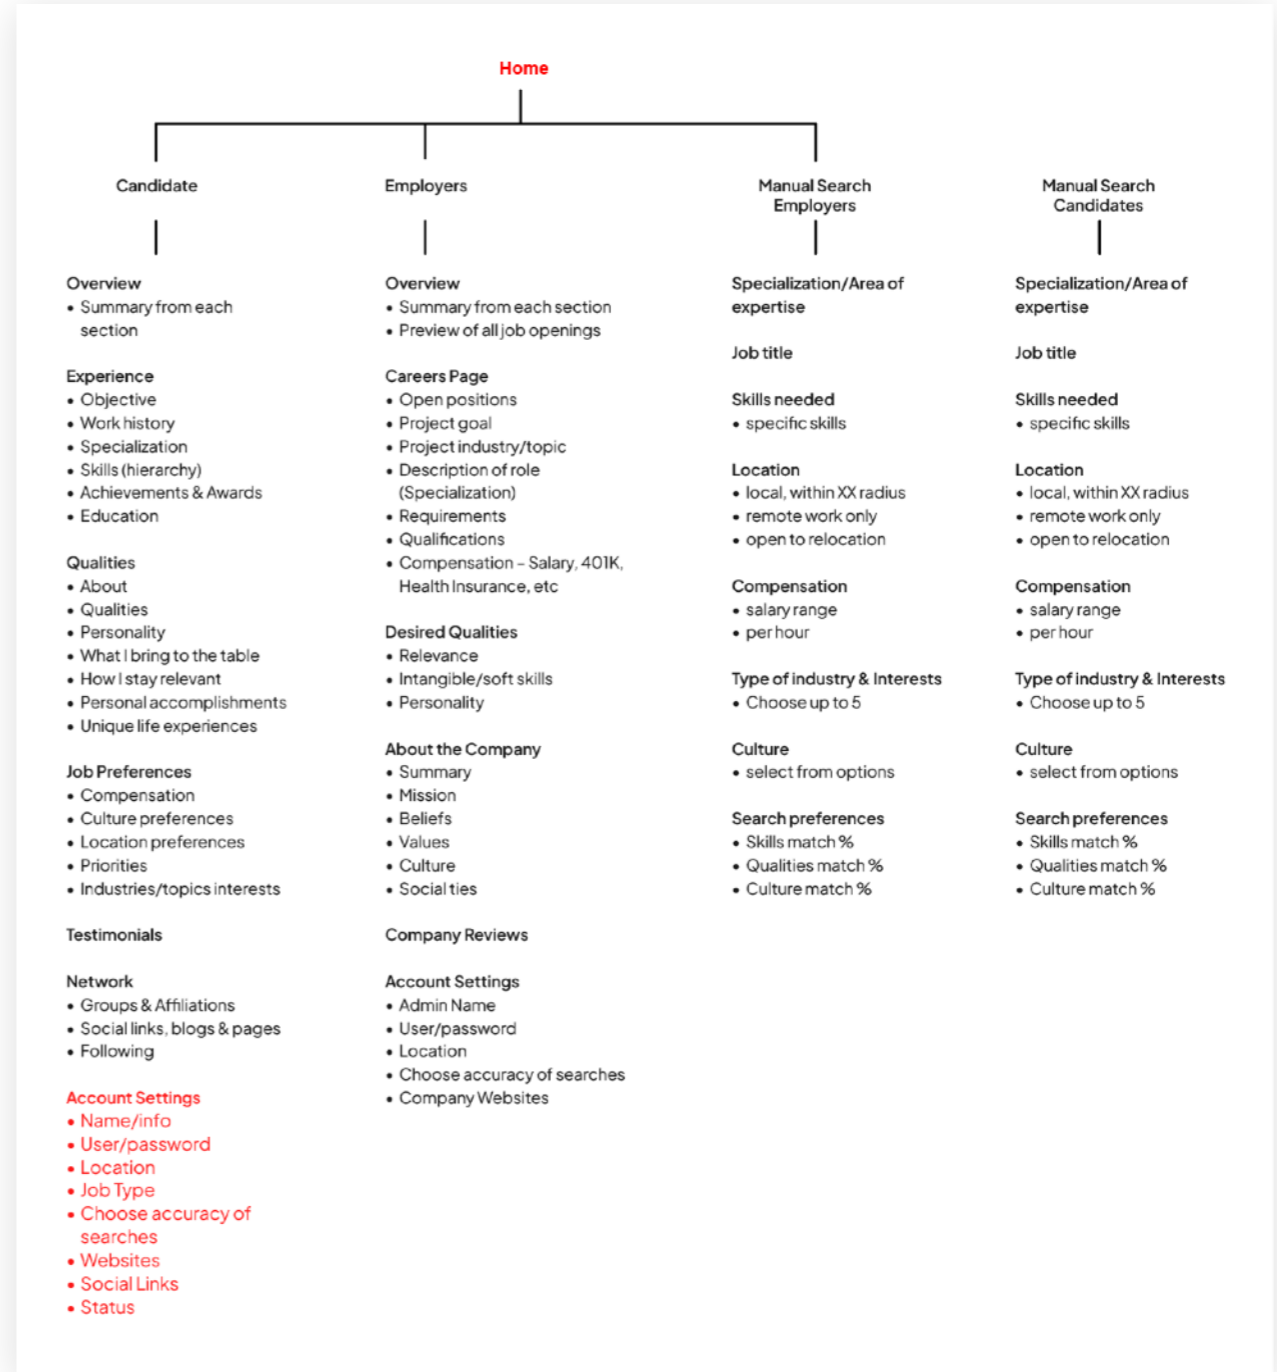 Home
Candidate
Overview
• Summary from each
section
Experience
• Objective
• Work history
• Specialization
• Skills (hierarchy)
• Achievements & Awards
• Education
Qualities
• About
• Qualities
• Personality
• What I bring to the table
• How I stay relevant
• Personal accomplishments
• Unique life experiences
Job Preferences
• Compensation
• Culture preferences
• Location preferences
• Priorities
• Industries/topics interests
Testimonials
Network
• Groups & Affiliations
• Social links, blogs & pages
• Following
Account Settings
• Name/info
• User/password
• Location
• Job Type
• Choose accuracy of
searches
• Websites
• Social Links
• Status
Employers
Overview
• Summary from each section
• Preview of all job openings
Careers Page
• Open positions
• Project goal
• Project industry/topic
• Description of role
(Specialization)
• Requirements
• Qualifications
• Compensation – Salary, 401K,
Health Insurance, etc
Desired Qualities
• Relevance
• Intangible/soft skills
• Personality
About the Company
• Summary
• Mission
• Beliefs
• Values
• Culture
• Social ties
Company Reviews
Account Settings
• Admin Name
• User/password
• Location
• Choose accuracy of searches
• Company Websites
Manual Search
Employers
Specialization/Area of
expertise
Job title
Skills needed
• specific skills
Location
• local, within XX radius
• remote work only
• open to relocation
Compensation
• salary range
• per hour
Type of industry & Interests
• Choose up to 5
Culture
• select from options
Search preferences
• Skills match %
• Qualities match %
• Culture match %
Manual Search
Candidates
Specialization/Area of
expertise
Job title
Skills needed
• specific skills
Location
• local, within XX radius
• remote work only
• open to relocation
Compensation
• salary range
• per hour
Type of industry & Interests
• Choose up to 5
Culture
• select from options
Search preferences
• Skills match %
• Qualities match %
• Culture match %